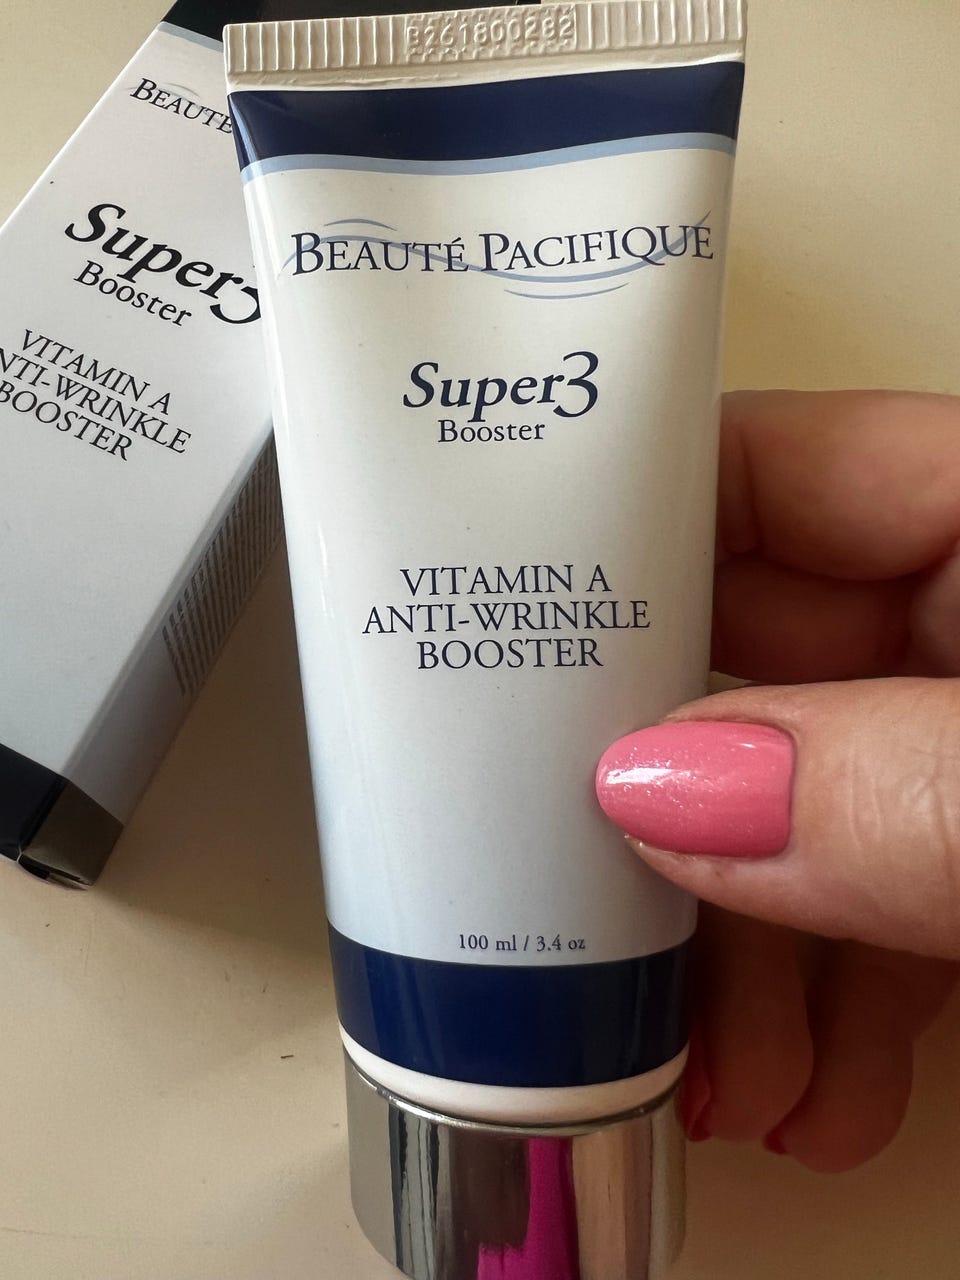 BEAUTÉ PACIFIQUE
Super3
Booster
VITAMIN A
ANTI-WRINKLE
BOOSTER
100 ml / 3.4 oz
BEAUTÉ
Super3
Booster
VITAMIN A
ANTI-WRINKLE
BOOSTER